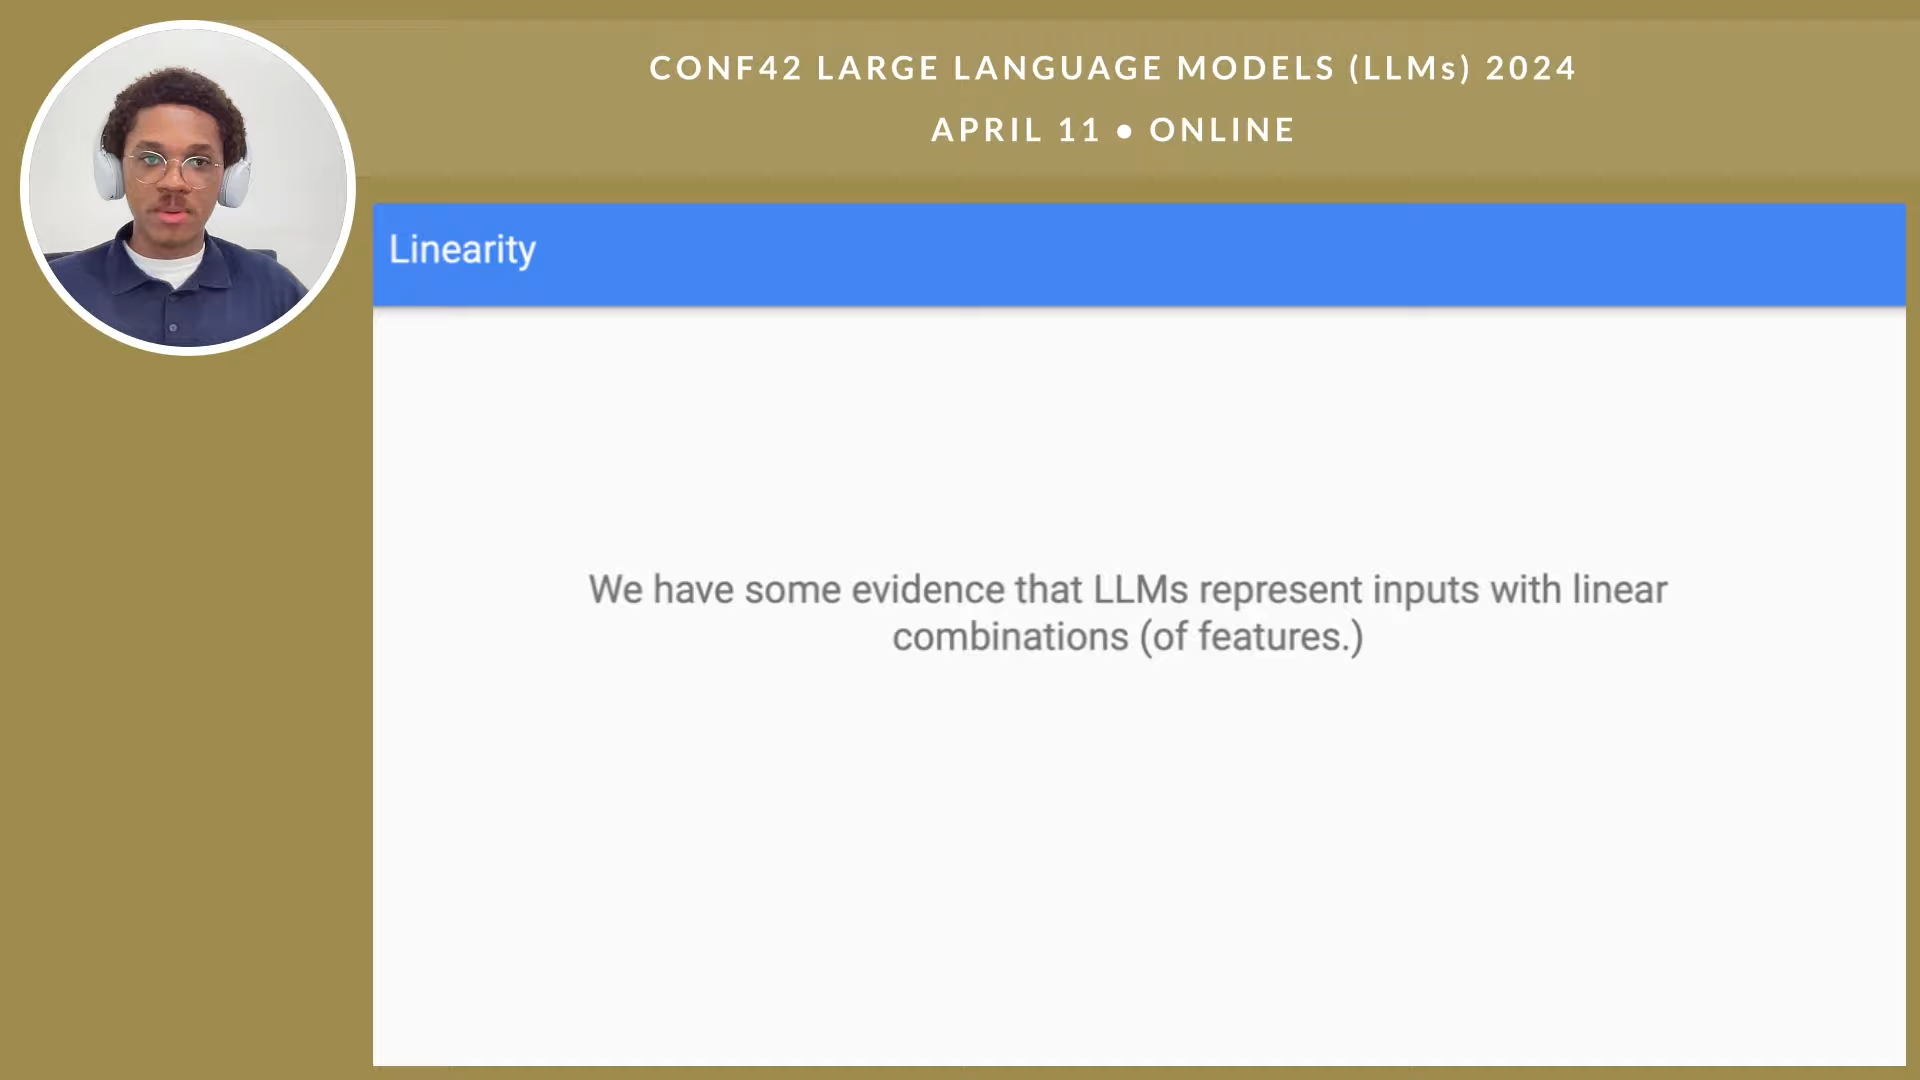 CONF42 LARGE LANGUAGE MODELS (LLMs) 2024
APRIL 11 ● ONLINE
Linearity
We have some evidence that LLMs represent inputs with linear
combinations (of features.)